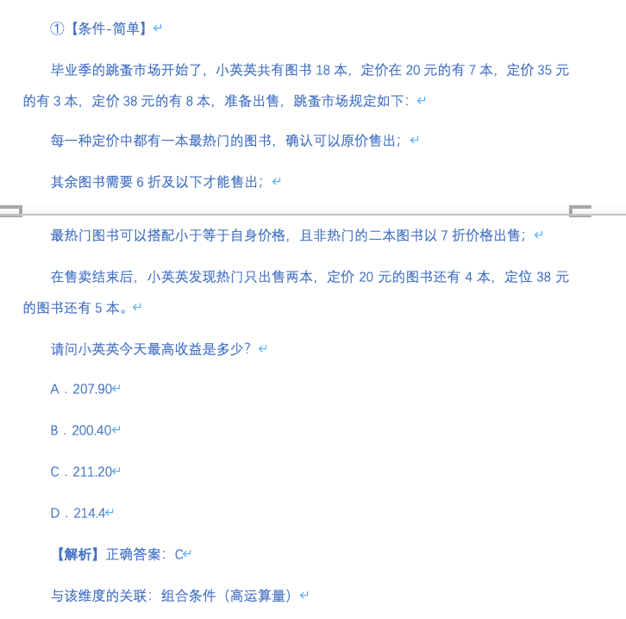 ①【条件-简单】
毕业季的跳蚤市场开始了，小英英共有图书 18 本，定价在 20 元的有 7 本，定价 35 元
的有 3 本，定价 38 元的有 8 本，准备出售，跳蚤市场规定如下：
每一种定价中都有一本最热门的图书，确认可以原价售出；
其余图书需要 6 折及以下才能售出；
最热门图书可以搭配小于等于自身价格，且非热门的二本图书以 7 折价格出售；
在售卖结束后，小英英发现热门只出售两本，定价 20 元的图书还有 4 本，定位 38 元
的图书还有 5 本。
请问小英英今天最高收益是多少？
A．207.90
B．200.40
C．211.20
D．214.4
【解析】正确答案：C
与该维度的关联：组合条件（高运算量）